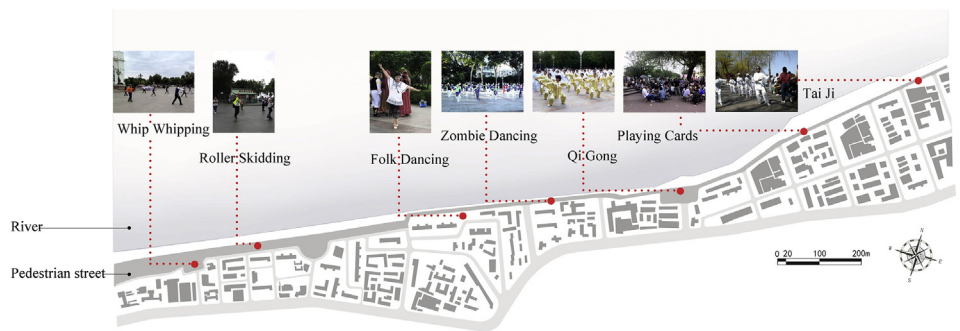 Whip Whipping
Roller Skidding
Folk Dancing
Zombie Dancing
Qi Gong
Playing Cards
Tai Ji
River
Pedestrian street
0 20 100 200m
N
E
S